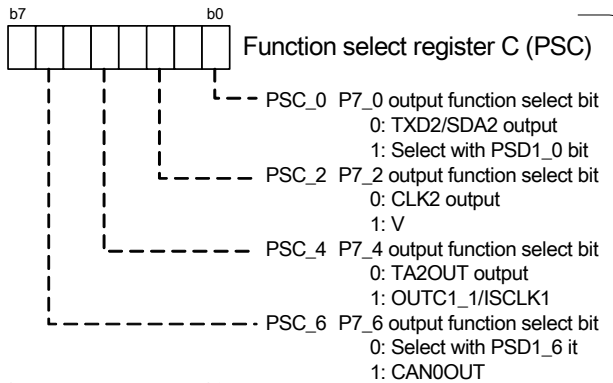 b7 b0
Function select register C (PSC)
PSC_0 P7_0 output function select bit
0: TXD2/SDA2 output
1: Select with PSD1_0 bit
PSC_2 P7_2 output function select bit
0: CLK2 output
1: V
PSC_4 P7_4 output function select bit
0: TA2OUT output
1: OUTC1_1/ISCLK1
PSC_6 P7_6 output function select bit
0: Select with PSD1_6 it
1: CAN0OUT